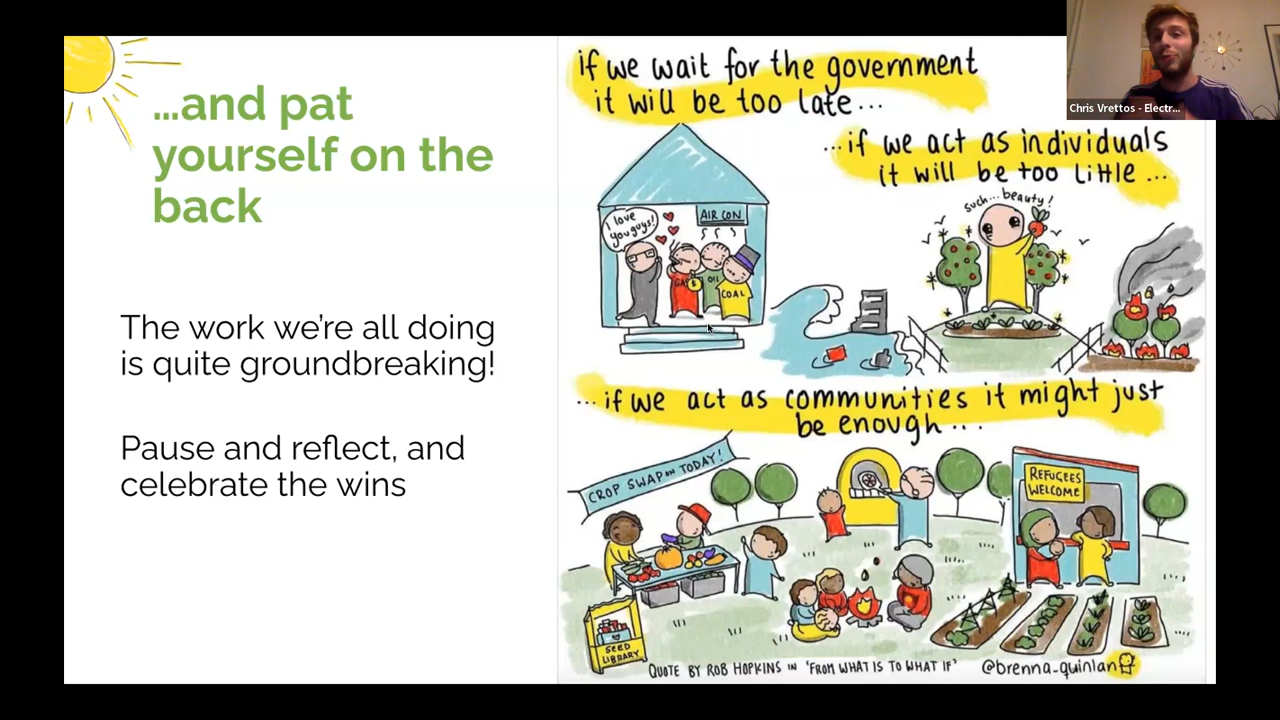 ...and pat
yourself on the
back
The work we're all doing
is quite groundbreaking!
Pause and reflect, and
celebrate the wins
if we wait for the government
it will be too late...
...if we act as individuals
it will be too little...
I love
you guys!
AIR CON
GAS
OIL
COAL
such... beauty!
...if we act as communities it might just
be enough...
CROP SWAP ON TODAY!
REFUGEES
WELCOME
SEED
LIBRARY
QUOTE BY ROB HOPKINS IN 'FROM WHAT IS TO WHAT IF'
@brenna_quinlan
Chris Vrettos - Electr...